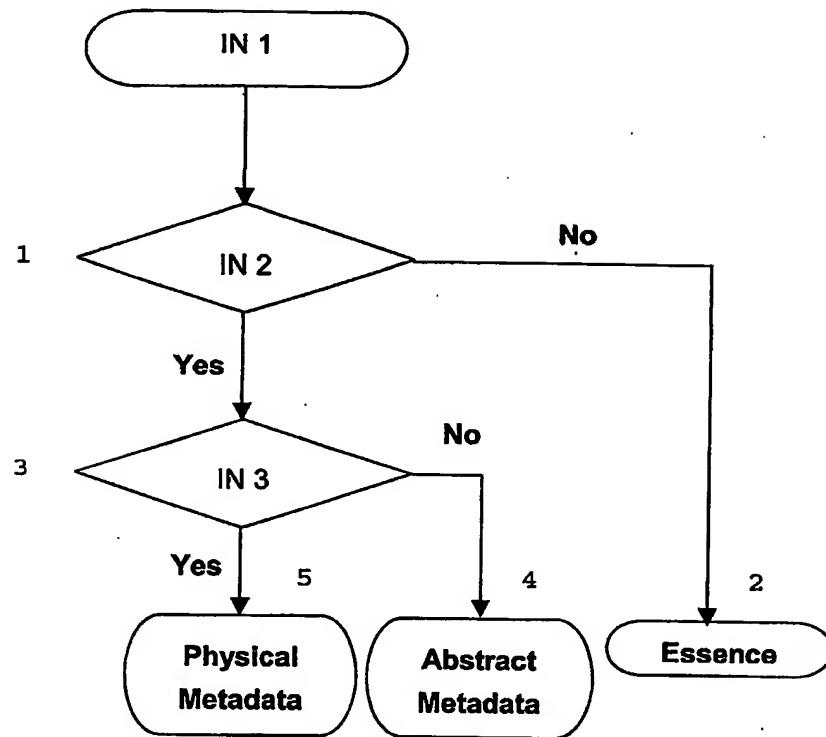 IN 1
1
IN 2
No
Yes
3
IN 3
No
Yes
5
4
2
Physical
Metadata
Abstract
Metadata
Essence